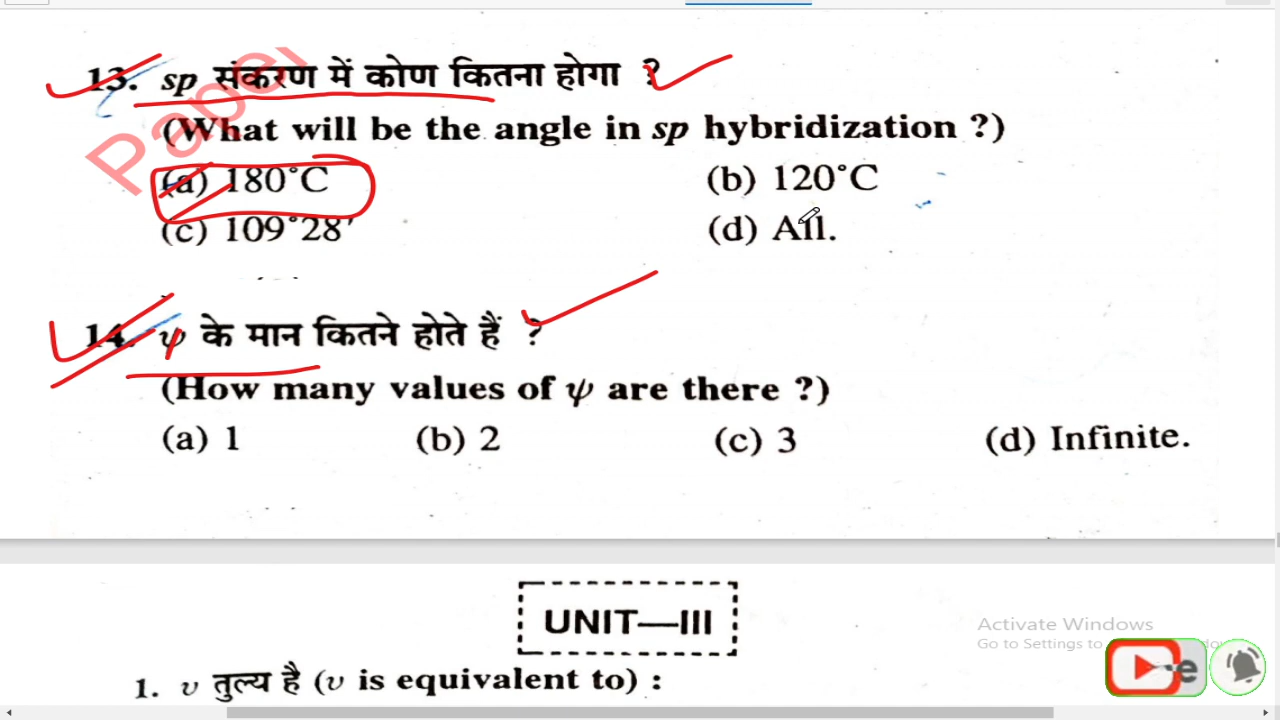 13. sp संकरण में कोण कितना होगा ?
Paper
(What will be the angle in sp hybridization ?)
(a) 180°C (b) 120°C
(c) 109°28' (d) All.
14. ψ के मान कितने होते हैं ?
(How many values of ψ are there ?)
(a) 1 (b) 2 (c) 3 (d) Infinite.
UNIT—III
Activate Windows
Go to Settings to
1. υ तुल्य है (υ is equivalent to) :